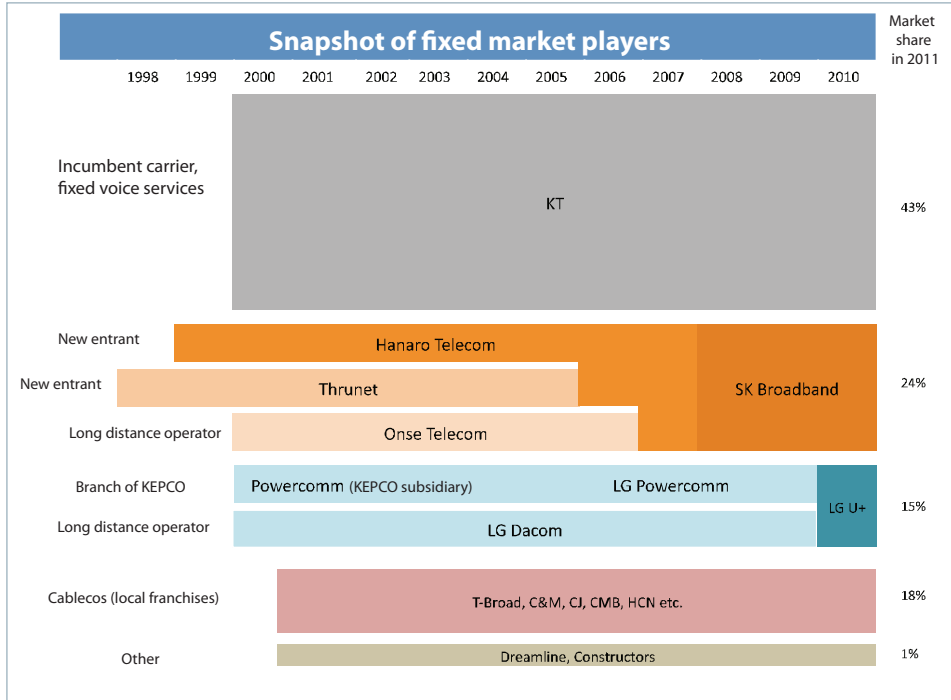 Snapshot of fixed market players
Market
share
in 2011
1998 1999 2000 2001 2002 2003 2004 2005 2006 2007 2008 2009 2010
Incumbent carrier,
fixed voice services
KT
43%
New entrant
Hanaro Telecom
New entrant
Thrunet
SK Broadband
24%
Long distance operator
Onse Telecom
Branch of KEPCO
Powercomm (KEPCO subsidiary)
LG Powercomm
LG U+
15%
Long distance operator
LG Dacom
Cablecos (local franchises)
T-Broad, C&M, CJ, CMB, HCN etc.
18%
Other
Dreamline, Constructors
1%